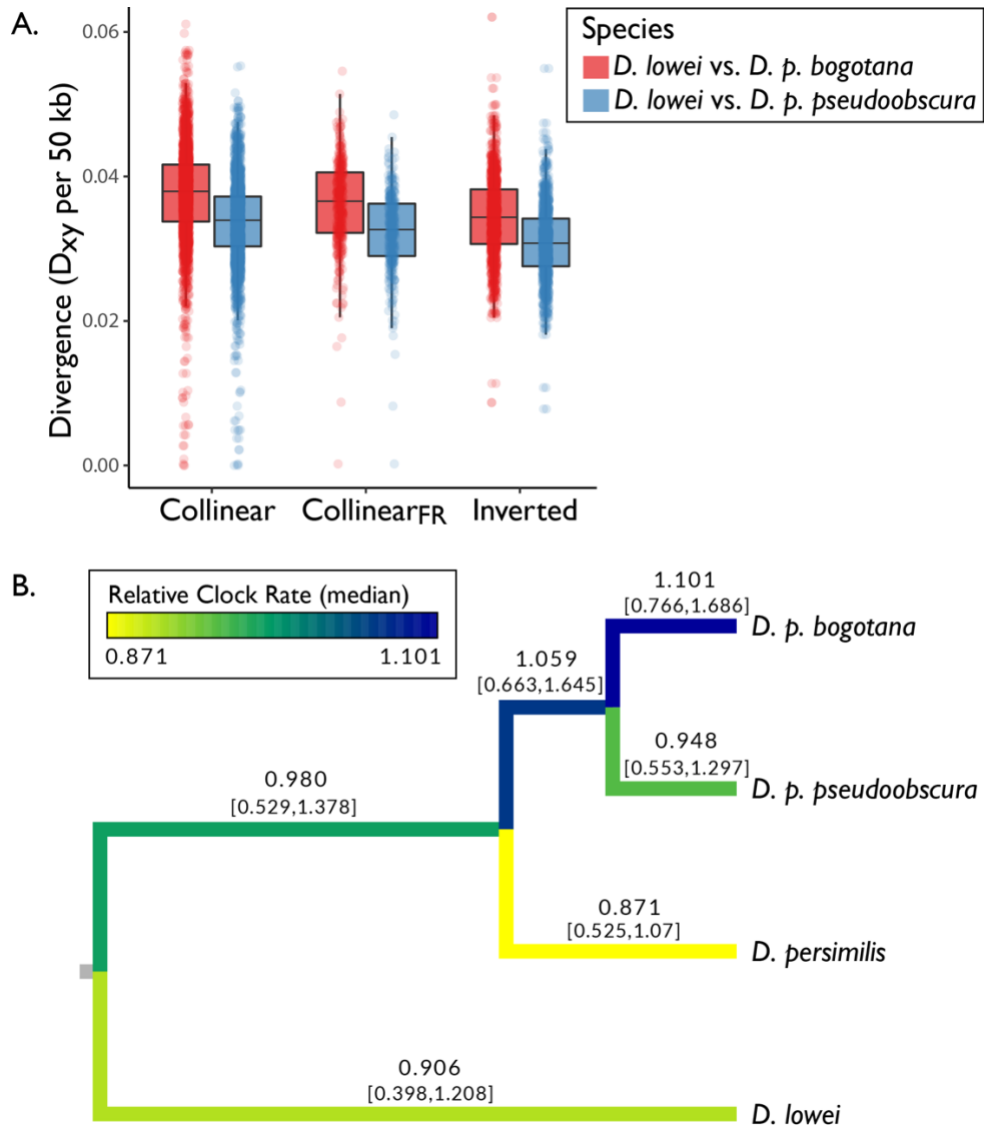 A.
Species
D. lowei vs. D. p. bogotana
D. lowei vs. D. p. pseudoobscura
Divergence (Dxy per 50 kb)
0.06
0.04
0.02
0.00
Collinear
CollinearFR
Inverted
B.
Relative Clock Rate (median)
0.871
1.101
1.101
[0.766,1.686]
D. p. bogotana
1.059
[0.663,1.645]
0.948
[0.553,1.297]
D. p. pseudoobscura
0.980
[0.529,1.378]
0.871
[0.525,1.07]
D. persimilis
0.906
[0.398,1.208]
D. lowei